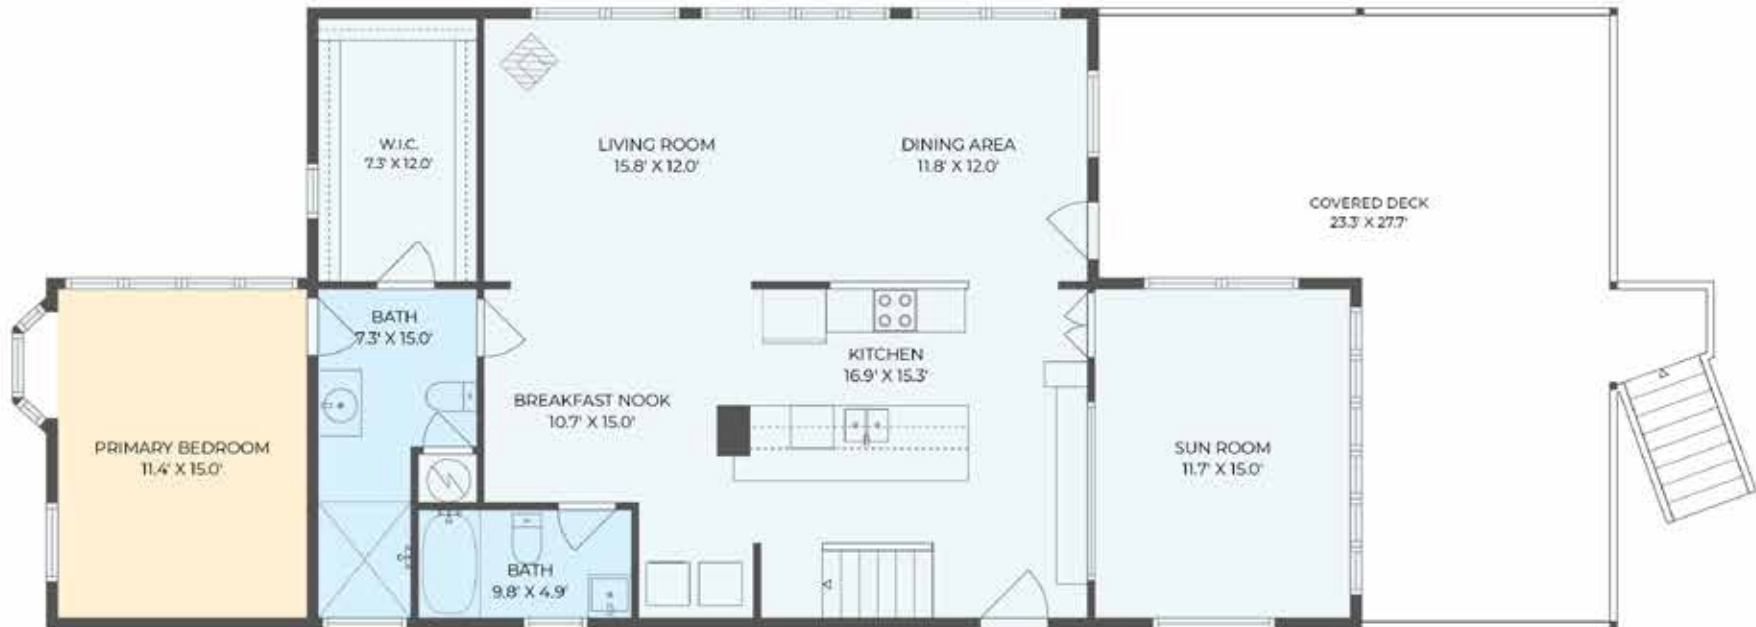 W.I.C.
7.3' X 12.0'
LIVING ROOM
15.8' X 12.0'
DINING AREA
11.8' X 12.0'
COVERED DECK
23.3' X 27.7'
BATH
7.3' X 15.0'
KITCHEN
16.9' X 15.3'
BREAKFAST NOOK
10.7' X 15.0'
PRIMARY BEDROOM
11.4' X 15.0'
SUN ROOM
11.7' X 15.0'
BATH
9.8' X 4.9'